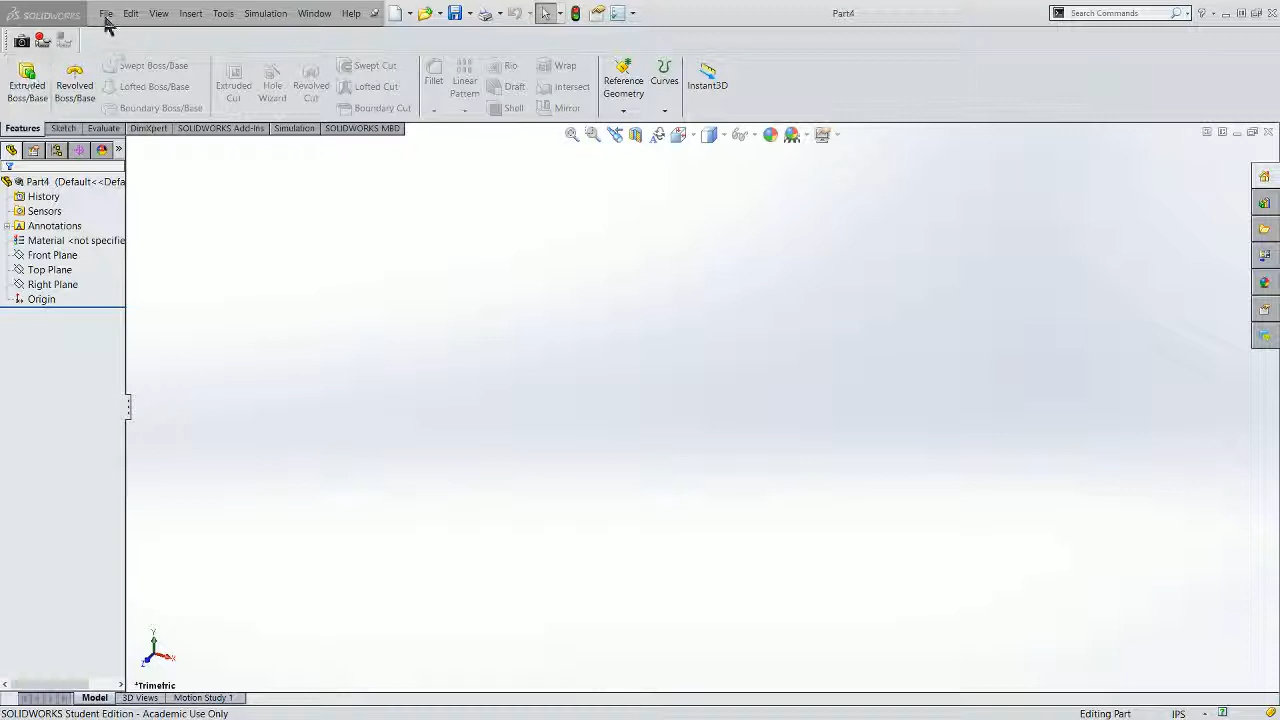 SOLIDWORKS File Edit View Insert Tools Simulation Window Help Part4 Search Commands
Extruded Boss/Base
Revolved Boss/Base
Swept Boss/Base
Lofted Boss/Base
Boundary Boss/Base
Extruded Cut
Hole Wizard
Revolved Cut
Swept Cut
Lofted Cut
Boundary Cut
Fillet
Linear Pattern
Rib
Draft
Shell
Wrap
Intersect
Mirror
Reference Geometry
Curves
Instant3D
Features Sketch Evaluate DimXpert SOLIDWORKS Add-Ins Simulation SOLIDWORKS MBD
Part4 (Default<<Defa
History
Sensors
Annotations
Material <not specifie
Front Plane
Top Plane
Right Plane
Origin
Y
X
Z
*Trimetric
Model 3D Views Motion Study 1
SOLIDWORKS Student Edition - Academic Use Only Editing Part IPS